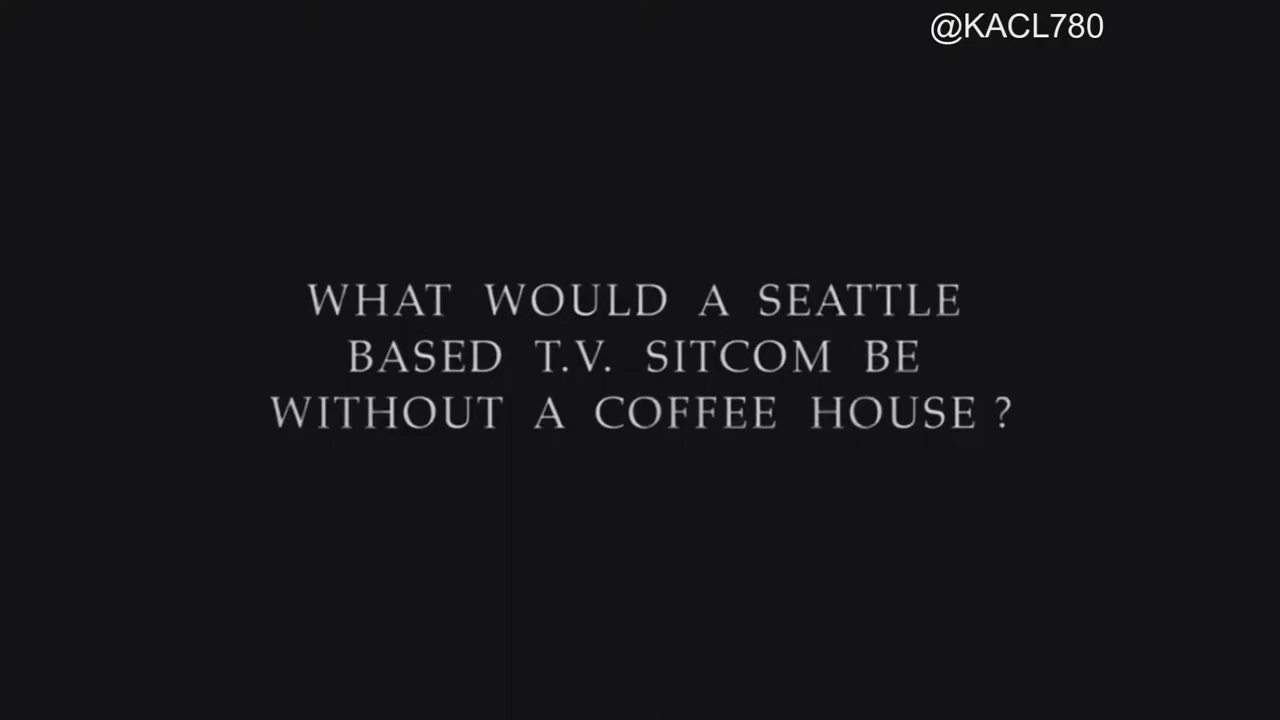 @KACL780
WHAT WOULD A SEATTLE
BASED T.V. SITCOM BE
WITHOUT A COFFEE HOUSE ?